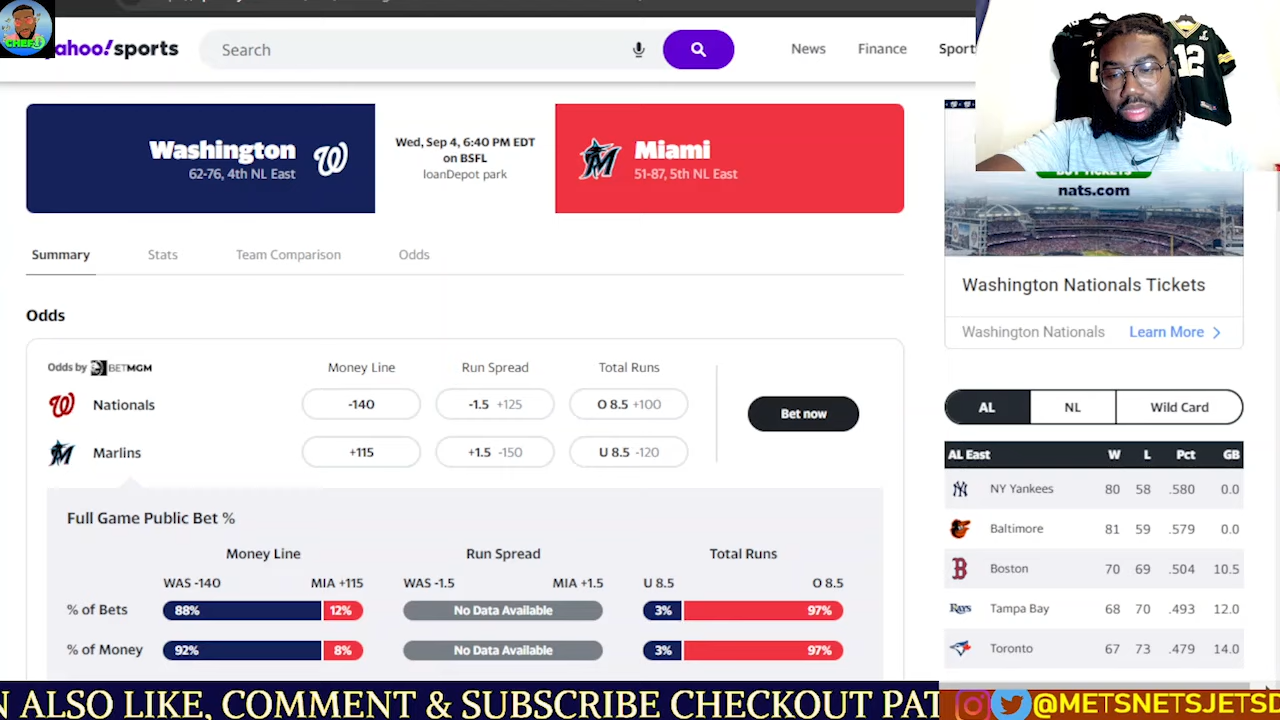 CHEF
yahoo!sports
Search
News
Finance
Sport
12
Washington
62-76, 4th NL East
Wed, Sep 4, 6:40 PM EDT
on BSFL
loanDepot park
Miami
51-87, 5th NL East
BUY TICKETS
nats.com
Summary
Stats
Team Comparison
Odds
Washington Nationals Tickets
Washington Nationals
Learn More
Odds
Odds by BETMGM
Money Line
Run Spread
Total Runs
Nationals
-140
-1.5 +125
O 8.5 +100
Marlins
+115
+1.5 -150
U 8.5 -120
Bet now
Full Game Public Bet %
Money Line
Run Spread
Total Runs
WAS -140
MIA +115
WAS -1.5
MIA +1.5
U 8.5
O 8.5
% of Bets
88%
12%
No Data Available
3%
97%
% of Money
92%
8%
No Data Available
3%
97%
AL
NL
Wild Card
AL East W L Pct GB
NY Yankees 80 58 .580 0.0
Baltimore 81 59 .579 0.0
Boston 70 69 .504 10.5
Tampa Bay 68 70 .493 12.0
Toronto 67 73 .479 14.0
N ALSO LIKE, COMMENT & SUBSCRIBE CHECKOUT PAT
@METSNETSJETSD